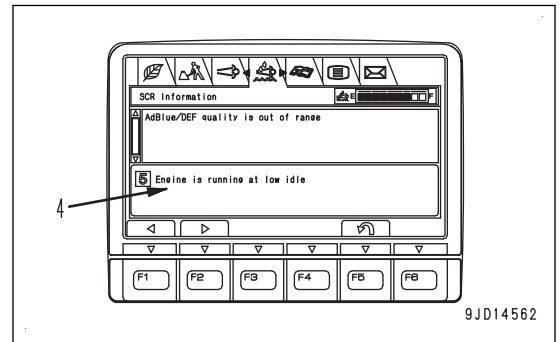 SCR Information
E F
AdBlue/DEF quality is out of range
5 Engine is running at low idle
4
F1 F2 F3 F4 F5 F6
9JD14562